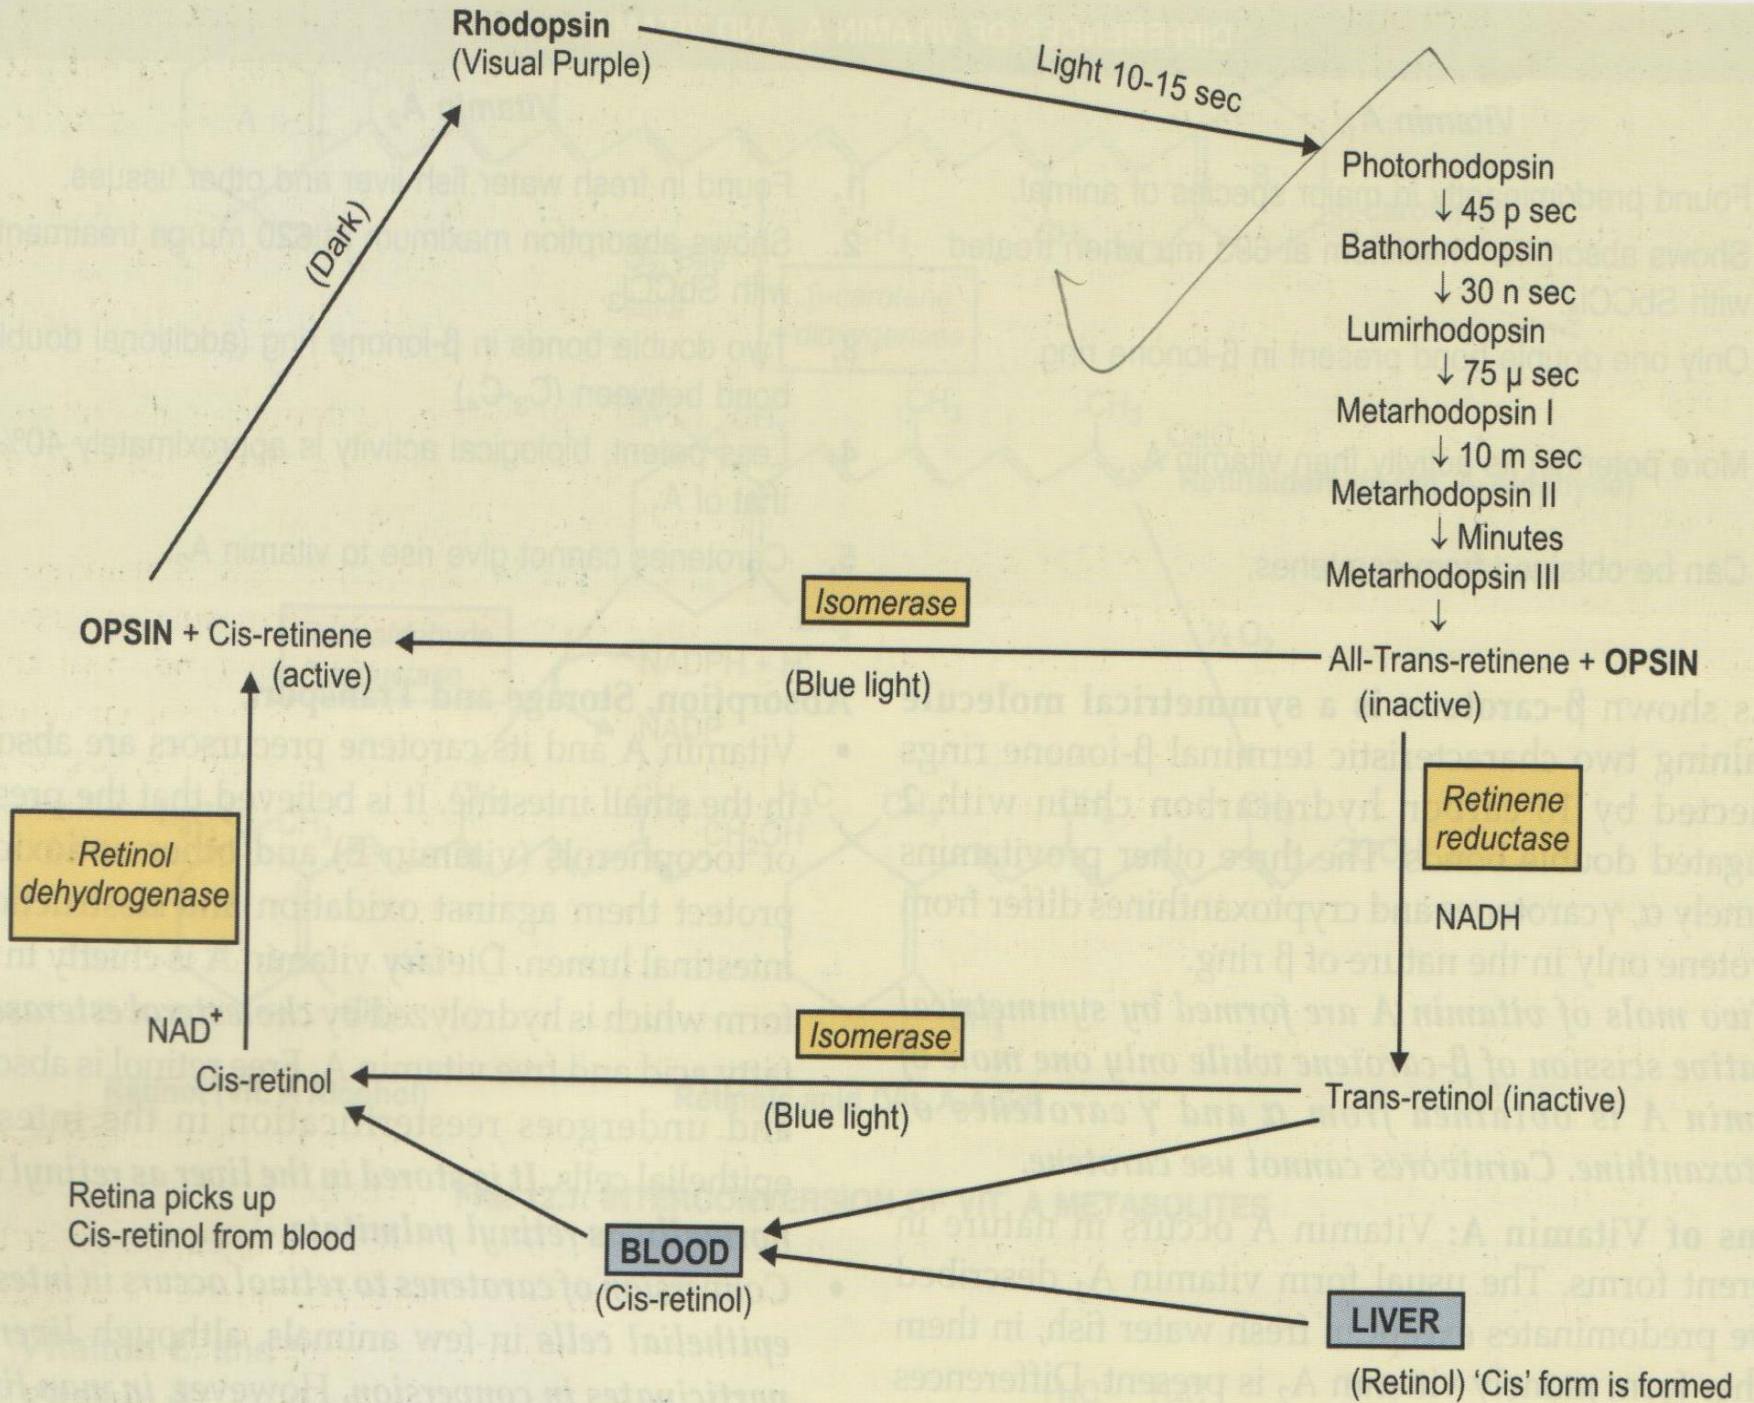 Rhodopsin
(Visual Purple)
Light 10-15 sec
Photorhodopsin
↓ 45 p sec
Bathorhodopsin
↓ 30 n sec
Lumirhodopsin
↓ 75 µ sec
Metarhodopsin I
↓ 10 m sec
Metarhodopsin II
↓ Minutes
Metarhodopsin III
↓
(Dark)
Isomerase
OPSIN + Cis-retinene
(active)
(Blue light)
All-Trans-retinene + OPSIN
(inactive)
Retinol
dehydrogenase
Retinene
reductase
NADH
NAD⁺
Isomerase
Cis-retinol
(Blue light)
Trans-retinol (inactive)
Retina picks up
Cis-retinol from blood
BLOOD
(Cis-retinol)
LIVER
(Retinol) ‘Cis’ form is formed